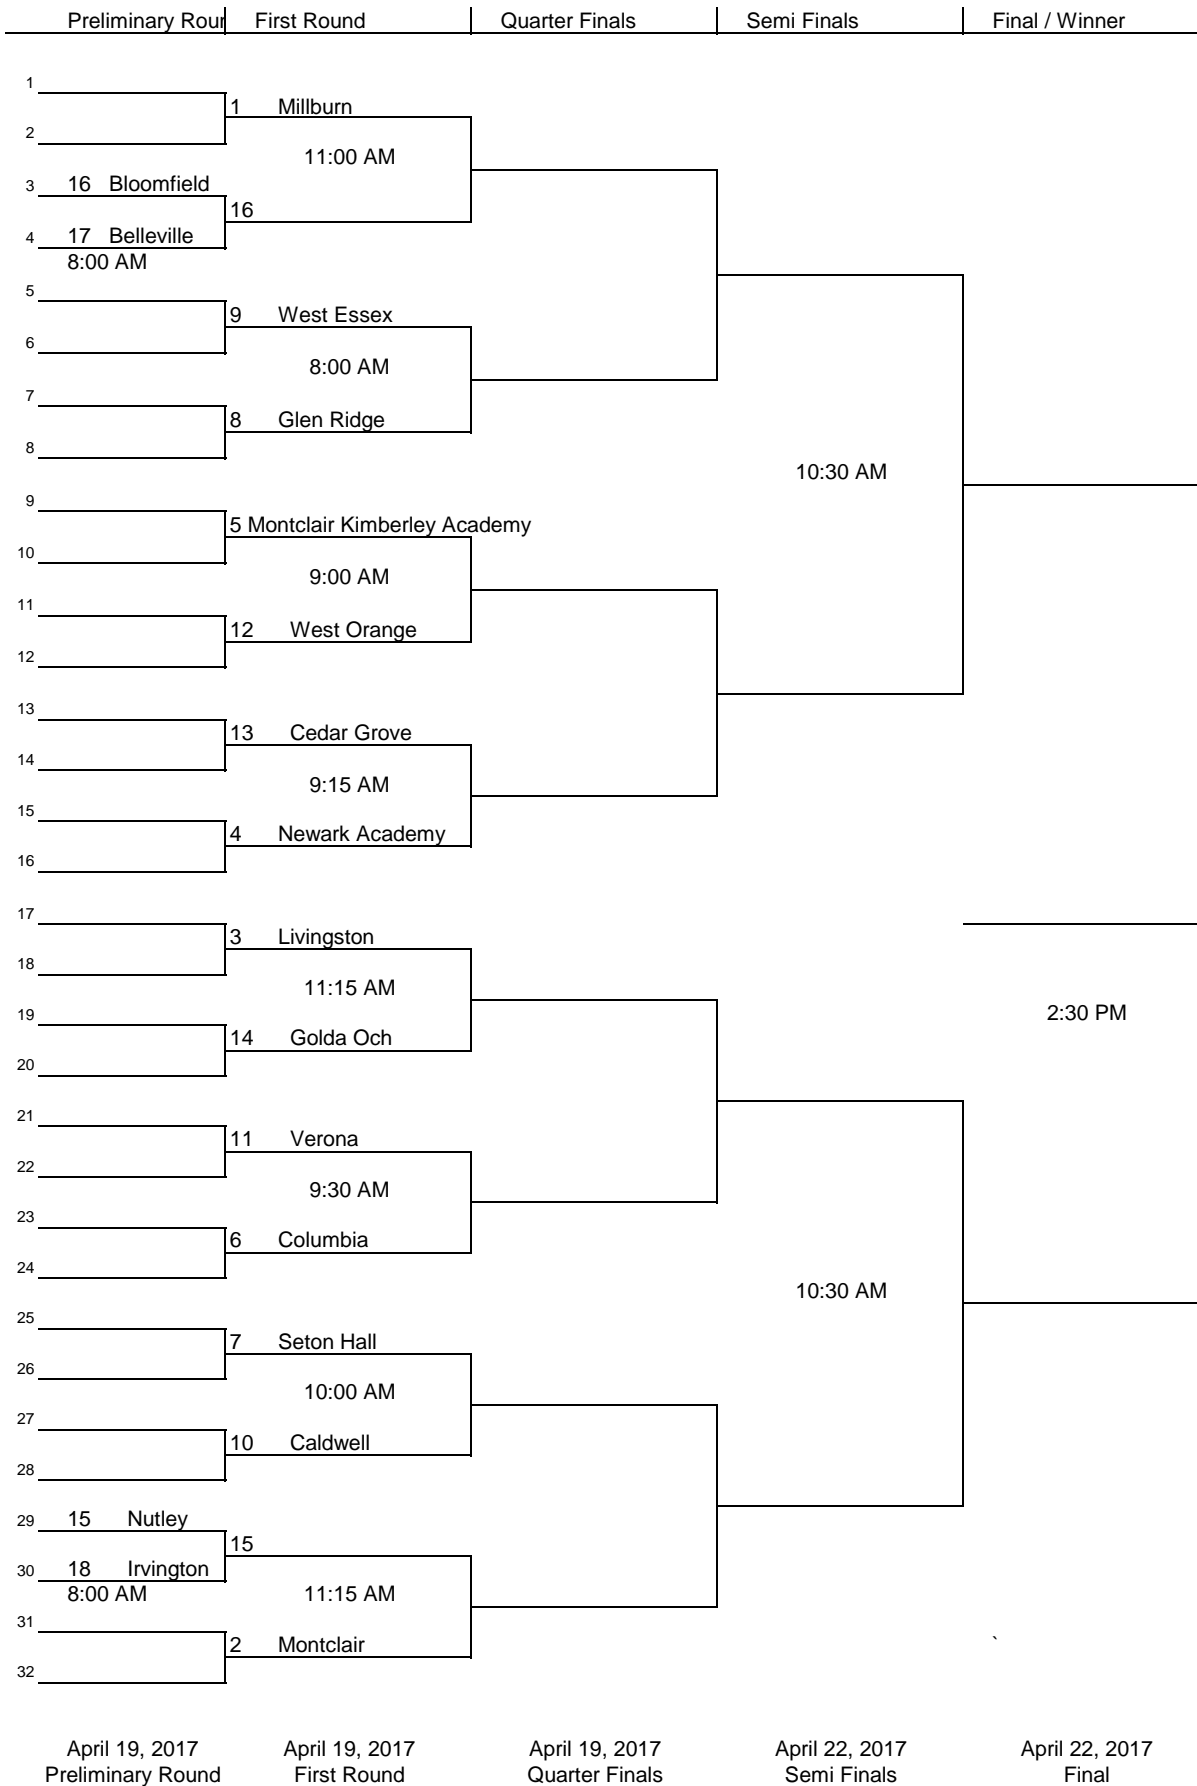 Preliminary Rour First Round Quarter Finals Semi Finals Final / Winner
1
1 Millburn
2
11:00 AM
3 16 Bloomfield
16
4 17 Belleville
8:00 AM
5
9 West Essex
6
8:00 AM
7
8 Glen Ridge
8
10:30 AM
9
5 Montclair Kimberley Academy
10
9:00 AM
11
12 West Orange
12
13
13 Cedar Grove
14
9:15 AM
15
4 Newark Academy
16
17
3 Livingston
18
11:15 AM
19
2:30 PM
14 Golda Och
20
21
11 Verona
22
9:30 AM
23
6 Columbia
24
10:30 AM
25
7 Seton Hall
26
10:00 AM
27
10 Caldwell
28
29 15 Nutley
15
30 18 Irvington
8:00 AM 11:15 AM
31
2 Montclair `
32
April 19, 2017 April 19, 2017 April 19, 2017 April 22, 2017 April 22, 2017
Preliminary Round First Round Quarter Finals Semi Finals Final